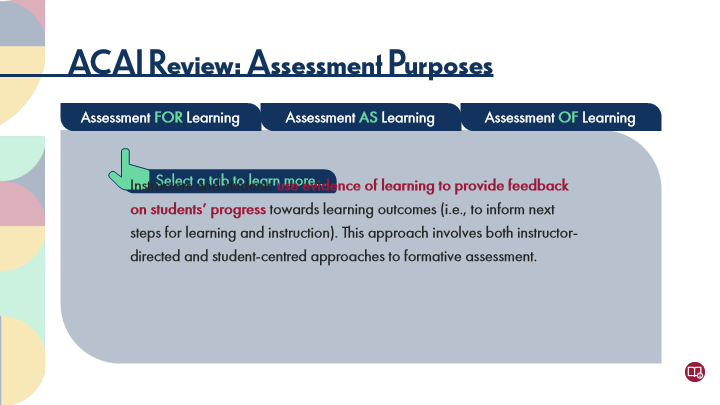 ACAI Review: Assessment Purposes
Assessment FOR Learning
Assessment AS Learning
Assessment OF Learning
Select a tab to learn more...
use evidence of learning to provide feedback
on students’ progress towards learning outcomes (i.e., to inform next
steps for learning and instruction). This approach involves both instructor-
directed and student-centred approaches to formative assessment.